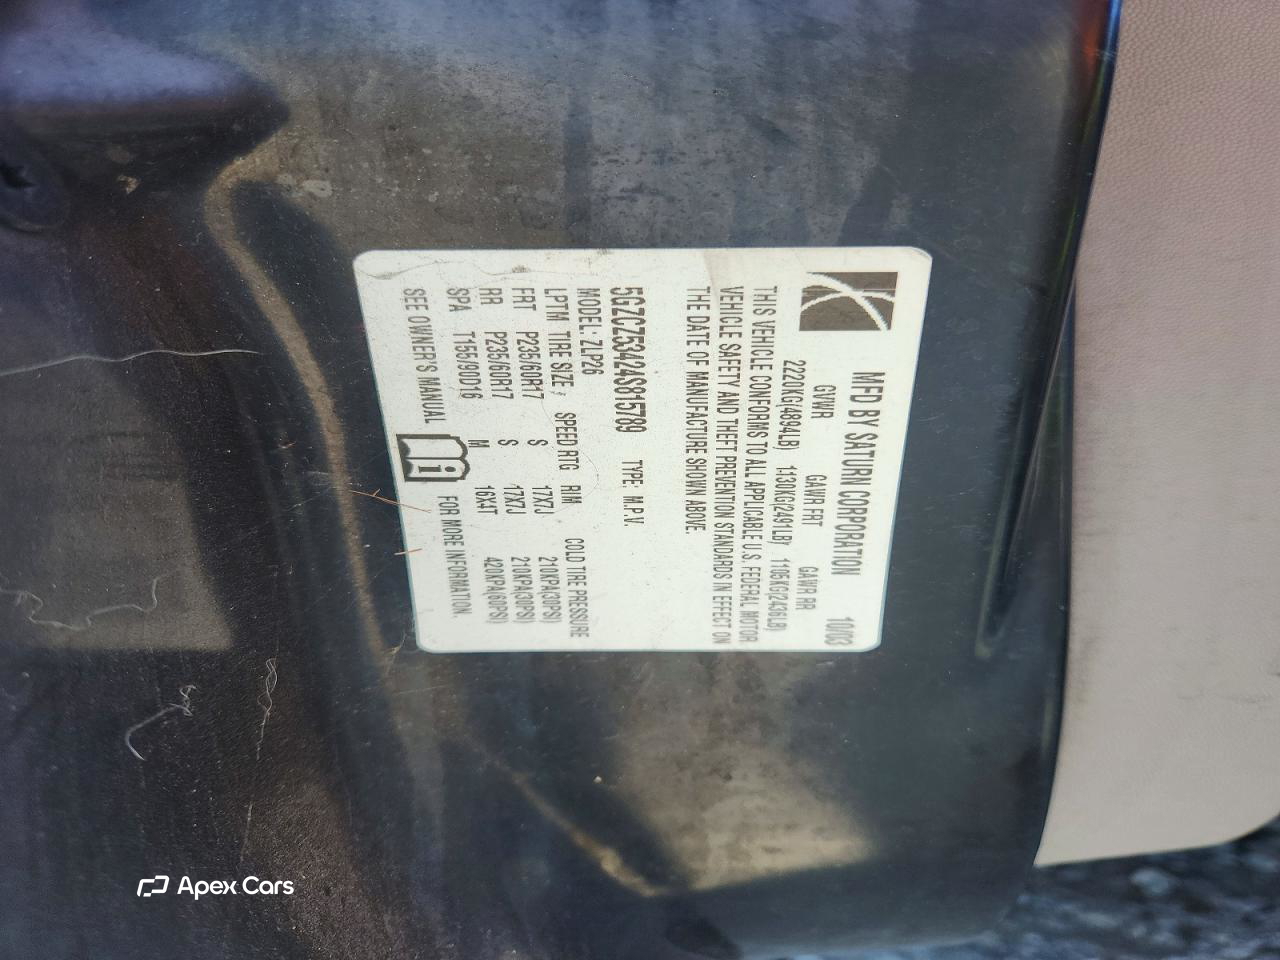 MFD BY SATURN CORPORATION 10/03
GVWR GAWR FRT GAWR RR
2220KG(4894LB) 1130KG(2491LB) 1105KG(2436LB)
THIS VEHICLE CONFORMS TO ALL APPLICABLE U.S. FEDERAL MOTOR
VEHICLE SAFETY AND THEFT PREVENTION STANDARDS IN EFFECT ON
THE DATE OF MANUFACTURE SHOWN ABOVE.
5GZCZ53424S815789 TYPE: M.P.V.
MODEL: ZLP26
LPTM TIRE SIZE SPEED RTG RIM COLD TIRE PRESSURE
FRT P235/60R17 S 17X7J 210KPA(30PSI)
RR P235/60R17 S 17X7J 210KPA(30PSI)
SPA T155/90D16 M 16X4T 420KPA(60PSI)
SEE OWNER'S MANUAL FOR MORE INFORMATION.
Apex Cars